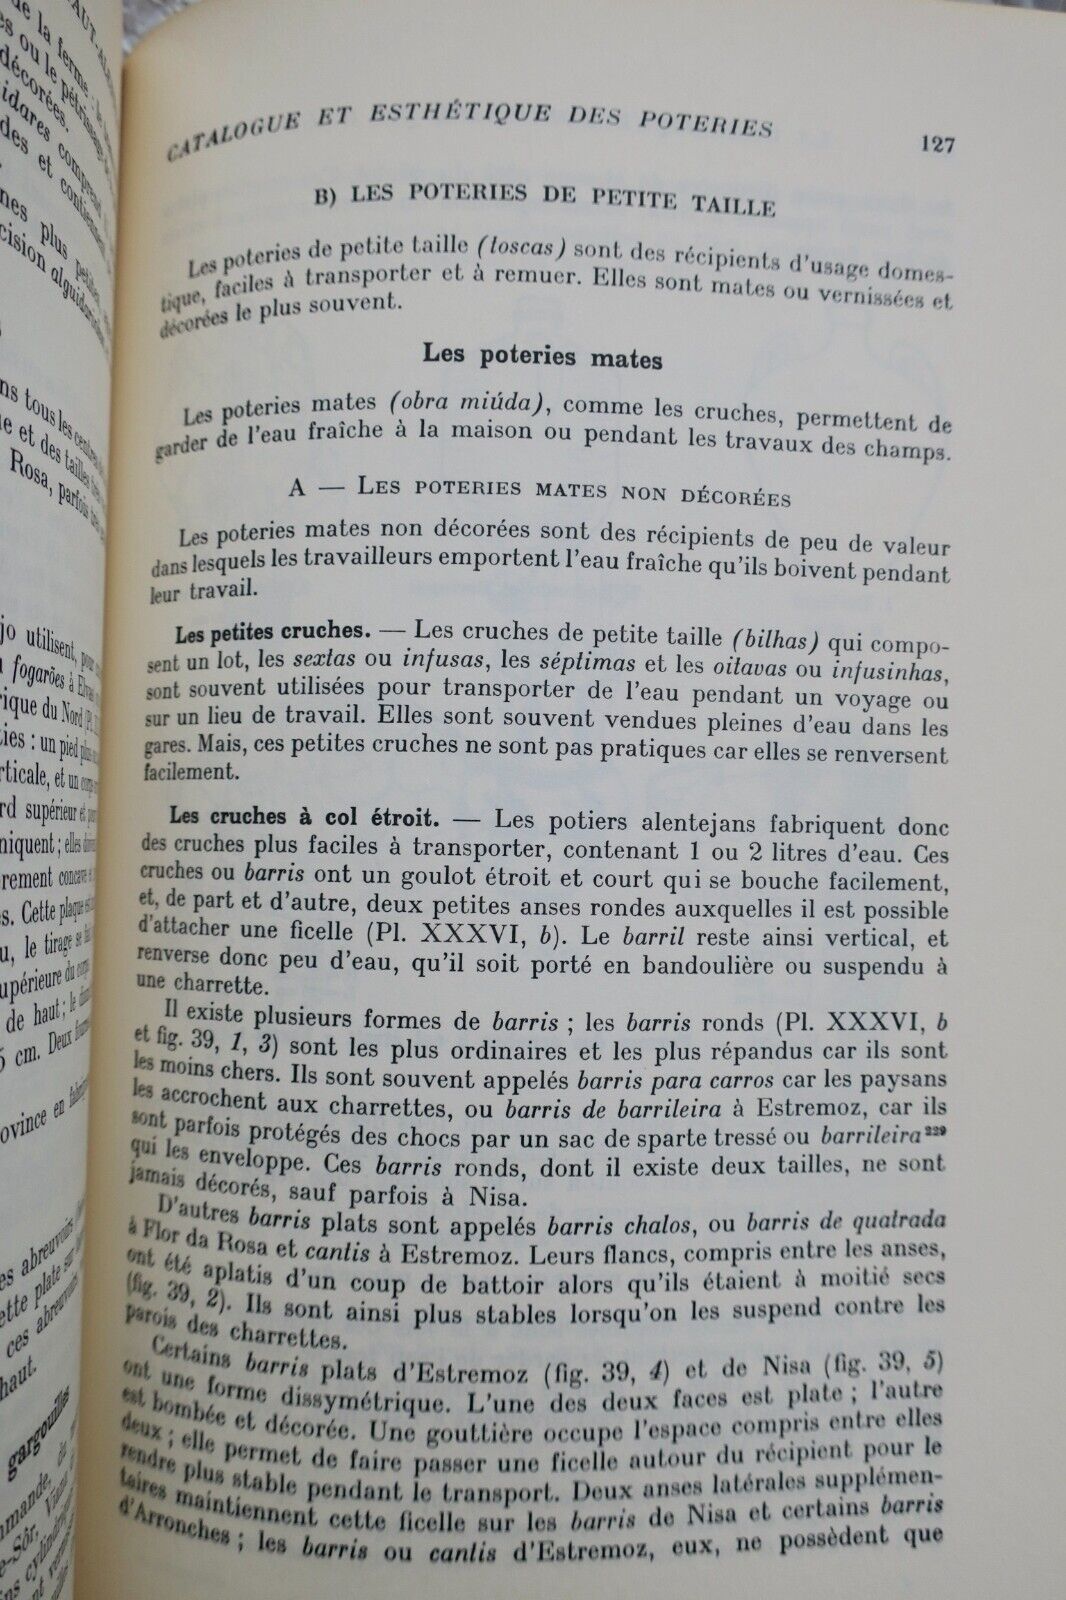 CATALOGUE ET ESTHÉTIQUE DES POTERIES 127
B) LES POTERIES DE PETITE TAILLE
Les poteries de petite taille (toscas) sont des récipients d'usage domes-
tique, faciles à transporter et à remuer. Elles sont mates ou vernissées et
décorées le plus souvent.
Les poteries mates
Les poteries mates (obra miúda), comme les cruches, permettent de
garder de l'eau fraîche à la maison ou pendant les travaux des champs.
A — LES POTERIES MATES NON DÉCORÉES
Les poteries mates non décorées sont des récipients de peu de valeur
dans lesquels les travailleurs emportent l'eau fraîche qu'ils boivent pendant
leur travail.
Les petites cruches. — Les cruches de petite taille (bilhas) qui compo-
sent un lot, les sextas ou infusas, les séptimas et les oitavas ou infusinhas,
sont souvent utilisées pour transporter de l'eau pendant un voyage ou
sur un lieu de travail. Elles sont souvent vendues pleines d'eau dans les
gares. Mais, ces petites cruches ne sont pas pratiques car elles se renversent
facilement.
Les cruches à col étroit. — Les potiers alentejans fabriquent donc
des cruches plus faciles à transporter, contenant 1 ou 2 litres d'eau. Ces
cruches ou barris ont un goulot étroit et court qui se bouche facilement,
et, de part et d'autre, deux petites anses rondes auxquelles il est possible
d'attacher une ficelle (Pl. XXXVI, b). Le barril reste ainsi vertical, et
renverse donc peu d'eau, qu'il soit porté en bandoulière ou suspendu à
une charrette.
Il existe plusieurs formes de barris ; les barris ronds (Pl. XXXVI, b
et fig. 39, 1, 3) sont les plus ordinaires et les plus répandus car ils sont
les moins chers. Ils sont souvent appelés barris para carros car les paysans
les accrochent aux charrettes, ou barris de barrileira à Estremoz, car ils
sont parfois protégés des chocs par un sac de sparte tressé ou barrileira²²⁹
qui les enveloppe. Ces barris ronds, dont il existe deux tailles, ne sont
jamais décorés, sauf parfois à Nisa.
D'autres barris plats sont appelés barris chalos, ou barris de quatrada
à Flor da Rosa et cantis à Estremoz. Leurs flancs, compris entre les anses,
ont été aplatis d'un coup de battoir alors qu'ils étaient à moitié secs
(fig. 39, 2). Ils sont ainsi plus stables lorsqu'on les suspend contre les
parois des charrettes.
Certains barris plats d'Estremoz (fig. 39, 4) et de Nisa (fig. 39, 5)
ont une forme dissymétrique. L'une des deux faces est plate ; l'autre
est bombée et décorée. Une gouttière occupe l'espace compris entre elles
deux ; elle permet de faire passer une ficelle autour du récipient pour le
rendre plus stable pendant le transport. Deux anses latérales supplémen-
taires maintiennent cette ficelle sur les barris de Nisa et certains barris
d'Arronches ; les barris ou cantis d'Estremoz, eux, ne possèdent que